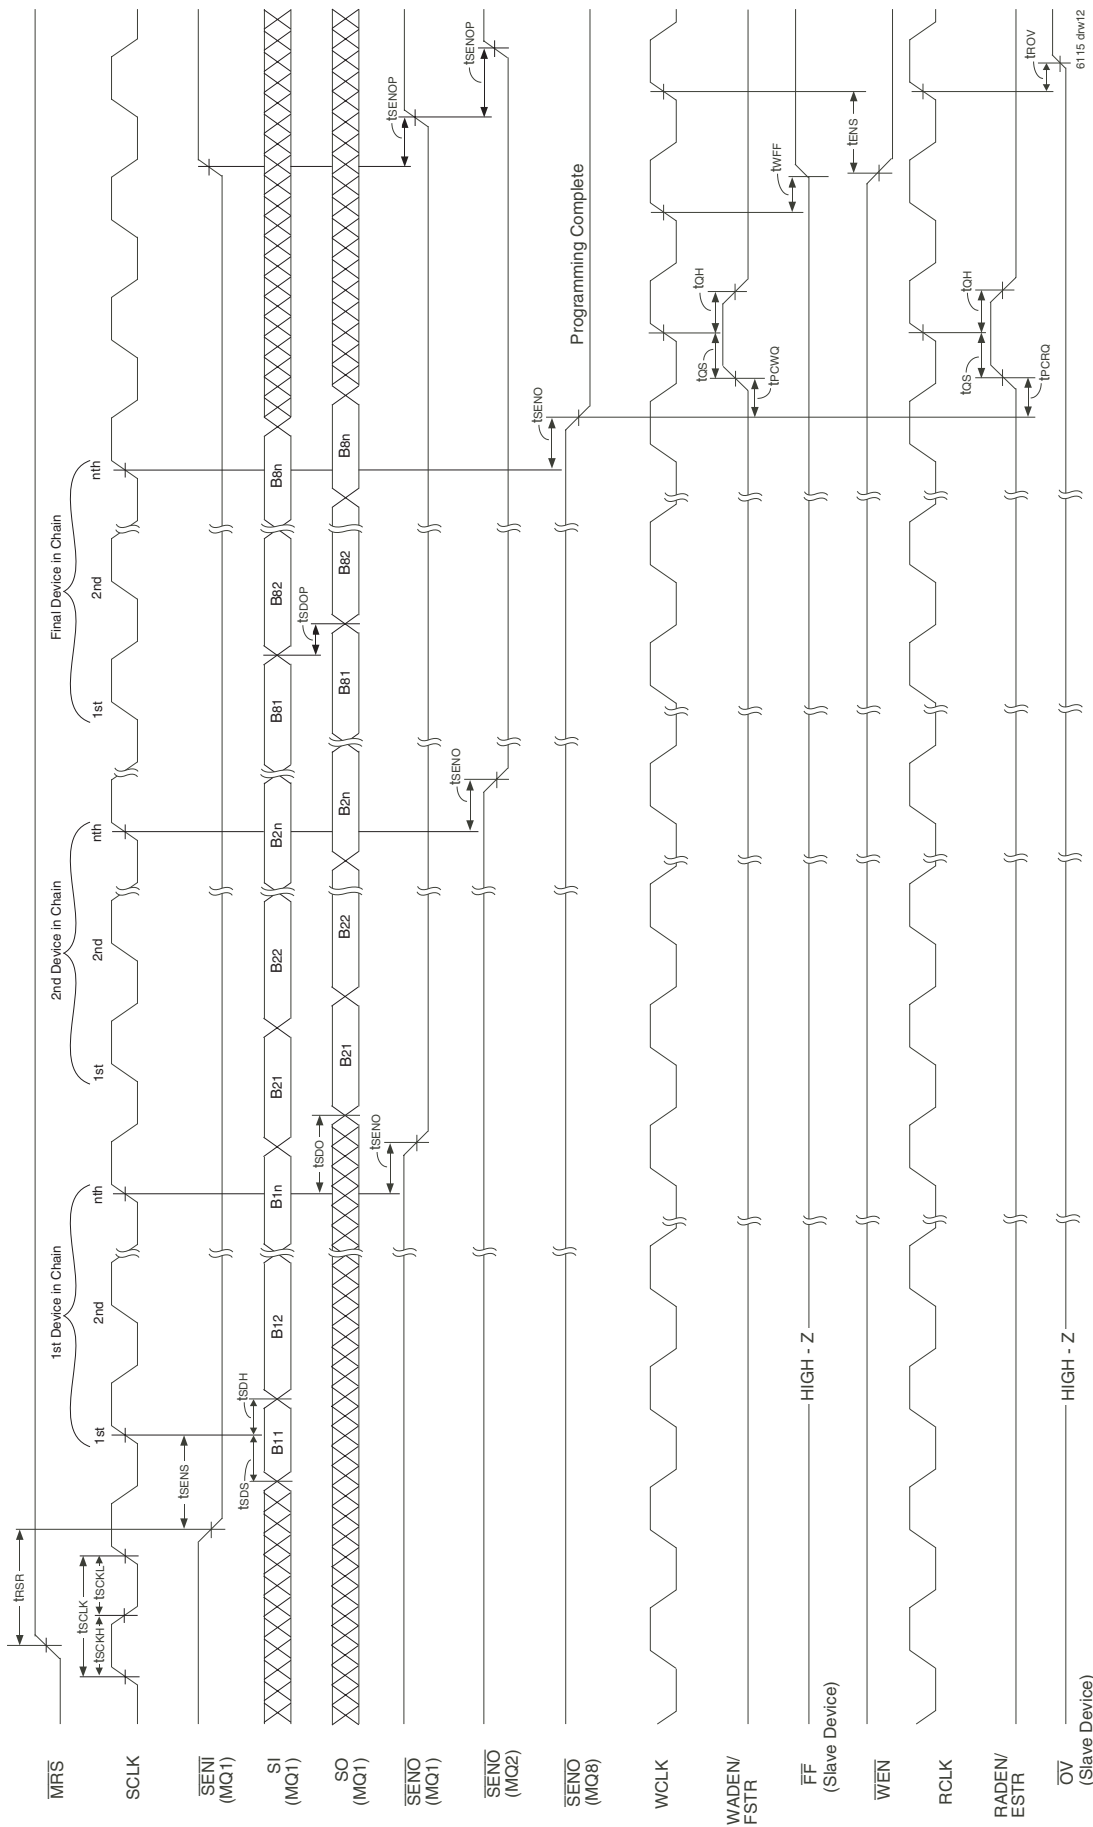 1st Device in Chain
2nd Device in Chain
Final Device in Chain
1st
2nd
nth
1st
2nd
nth
1st
2nd
nth
MRS
tRSR
SCLK
tSCLK
tSCKH
tSCKL
SENI
(MQ1)
tSENS
SI
(MQ1)
tSDS
tSDH
B11
B12
B1n
B21
B22
B2n
B81
B82
B8n
SO
(MQ1)
tSDO
tSDOP
B21
B22
B2n
B81
B82
B8n
SENO
(MQ1)
tSENO
tSENOP
SENO
(MQ2)
tSENO
tSENOP
SENO
(MQ8)
tSENO
Programming Complete
WCLK
WADEN/
FSTR
tQS
tQH
tPCWQ
FF
(Slave Device)
HIGH - Z
tWFF
WEN
tENS
RCLK
RADEN/
ESTR
tQS
tQH
tPCRQ
OV
(Slave Device)
HIGH - Z
tROV
6115 drw12